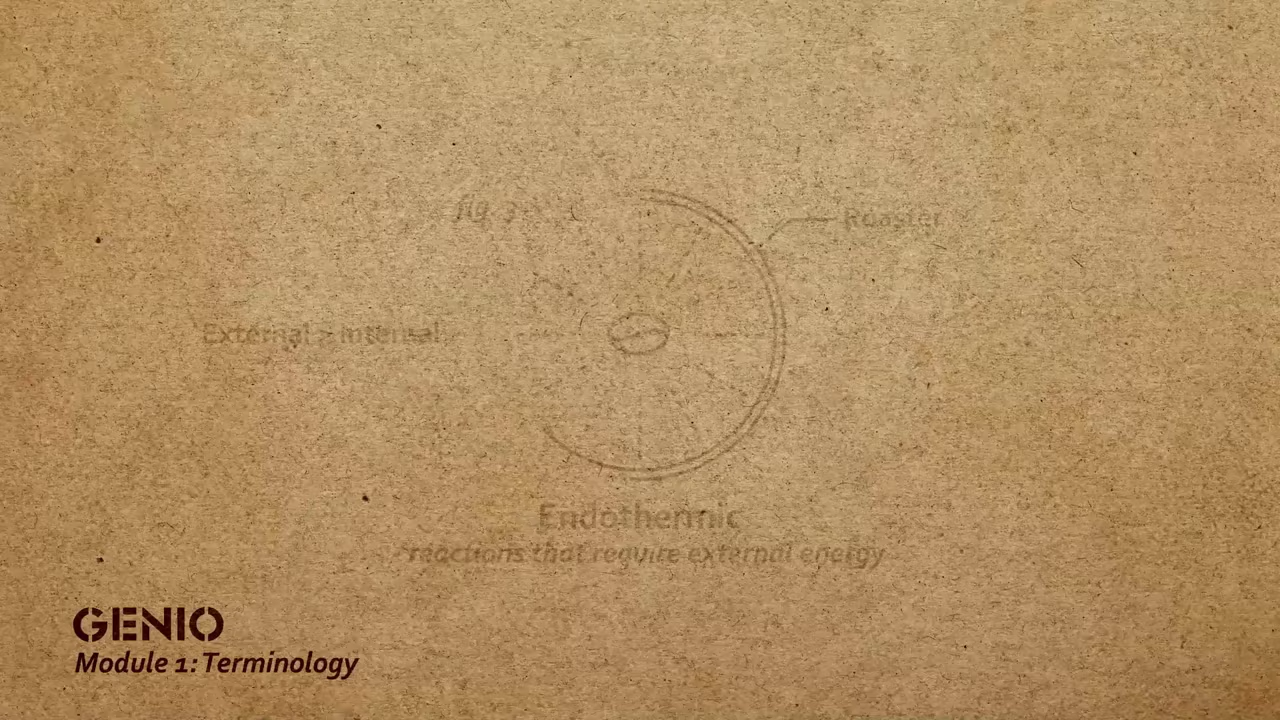 fig. 3
Roaster
External > Internal
Endothermic
"reactions that require external energy
GENIO
Module 1: Terminology